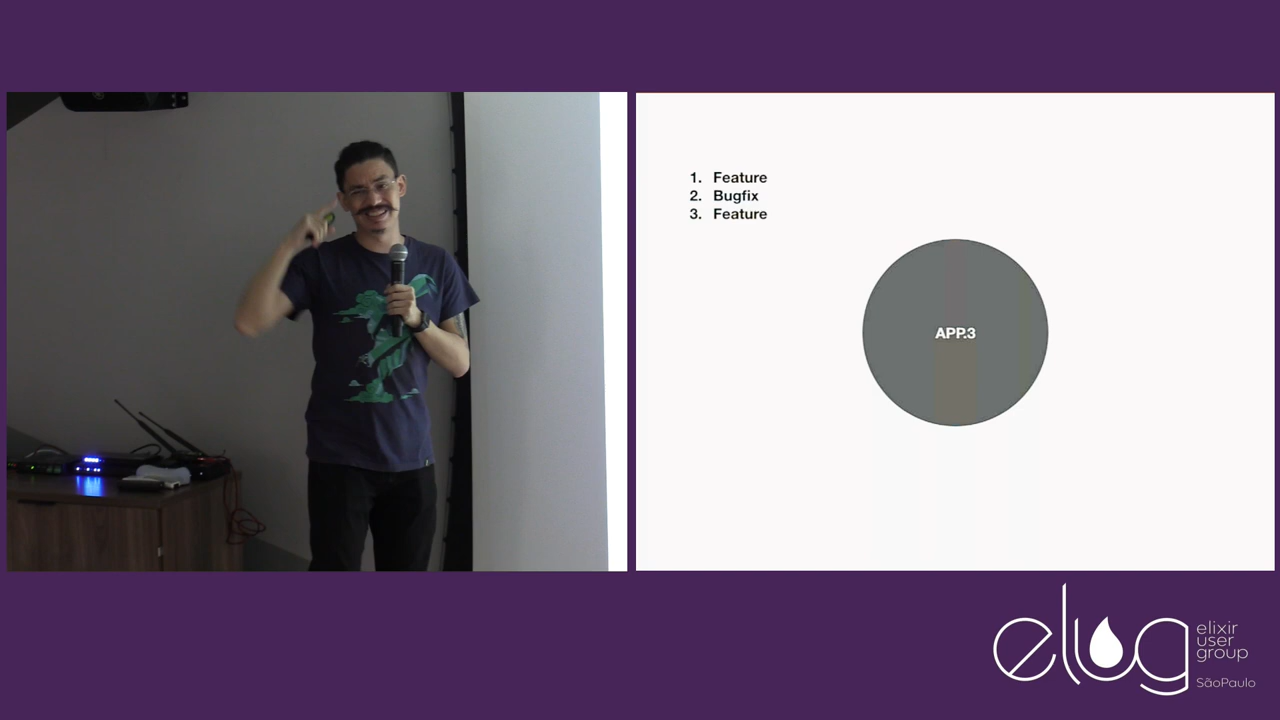 1. Feature
2. Bugfix
3. Feature
APP.3
elug
elixir
user
group
SãoPaulo